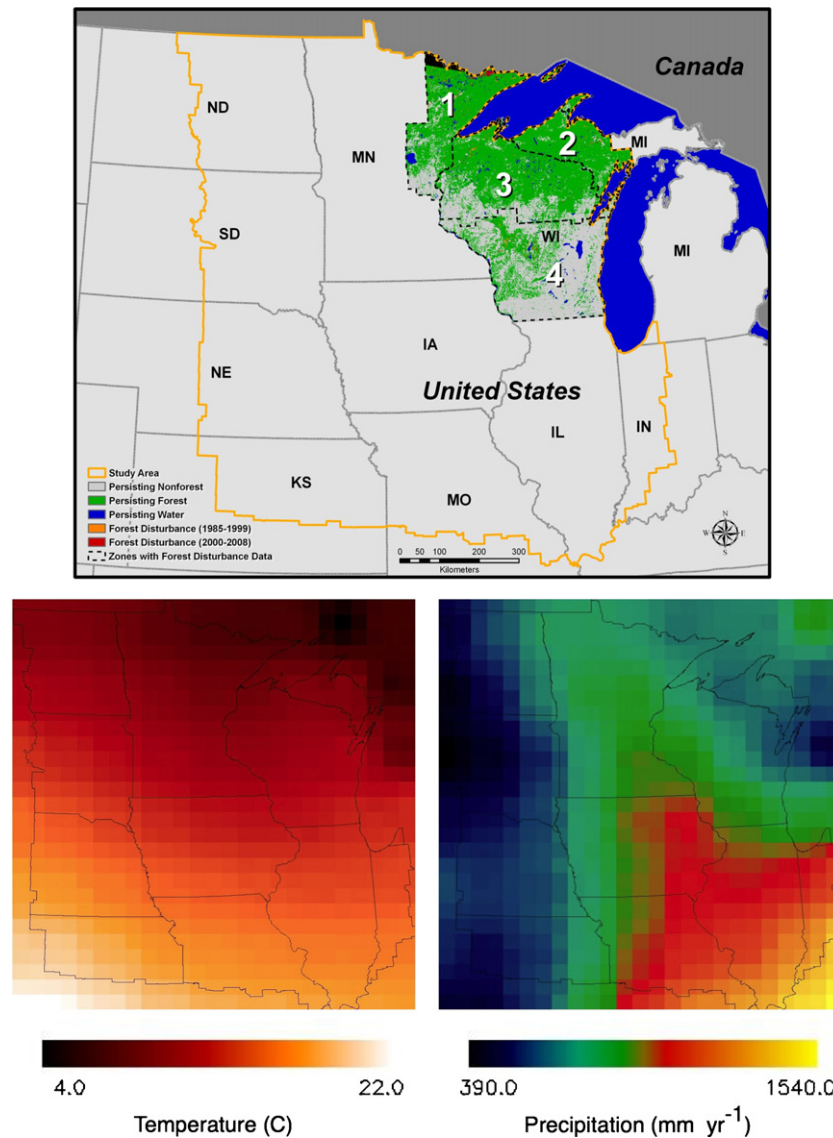 Canada
ND
1
MN
2
MI
3
SD
WI
MI
4
IA
NE
United States
IL
IN
KS
MO
Study Area
Persisting Nonforest
Persisting Forest
Persisting Water
Forest Disturbance (1985-1999)
Forest Disturbance (2000-2008)
Zones with Forest Disturbance Data
0 50 100 200 300
Kilometers
N
W E
S
4.0 22.0
Temperature (C)
390.0 1540.0
Precipitation (mm yr-1)